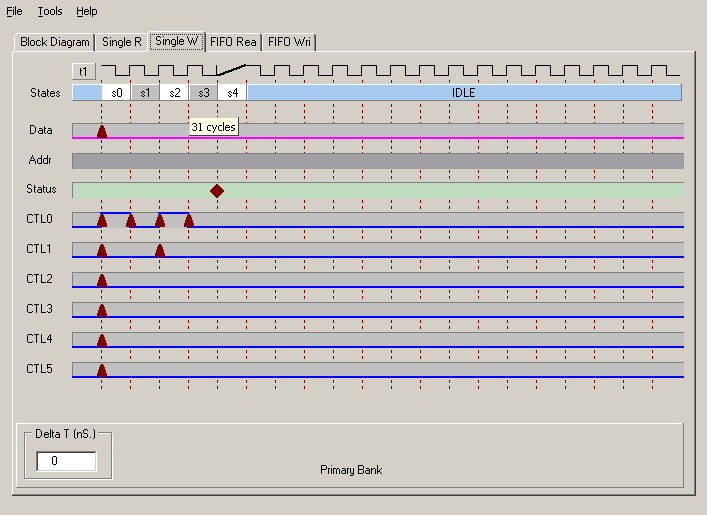 File Tools Help
Block Diagram Single R Single W FIFO Rea FIFO Wri
t1
States s0 s1 s2 s3 s4 IDLE
31 cycles
Data
Addr
Status
CTL0
CTL1
CTL2
CTL3
CTL4
CTL5
Delta T (nS.)
0
Primary Bank